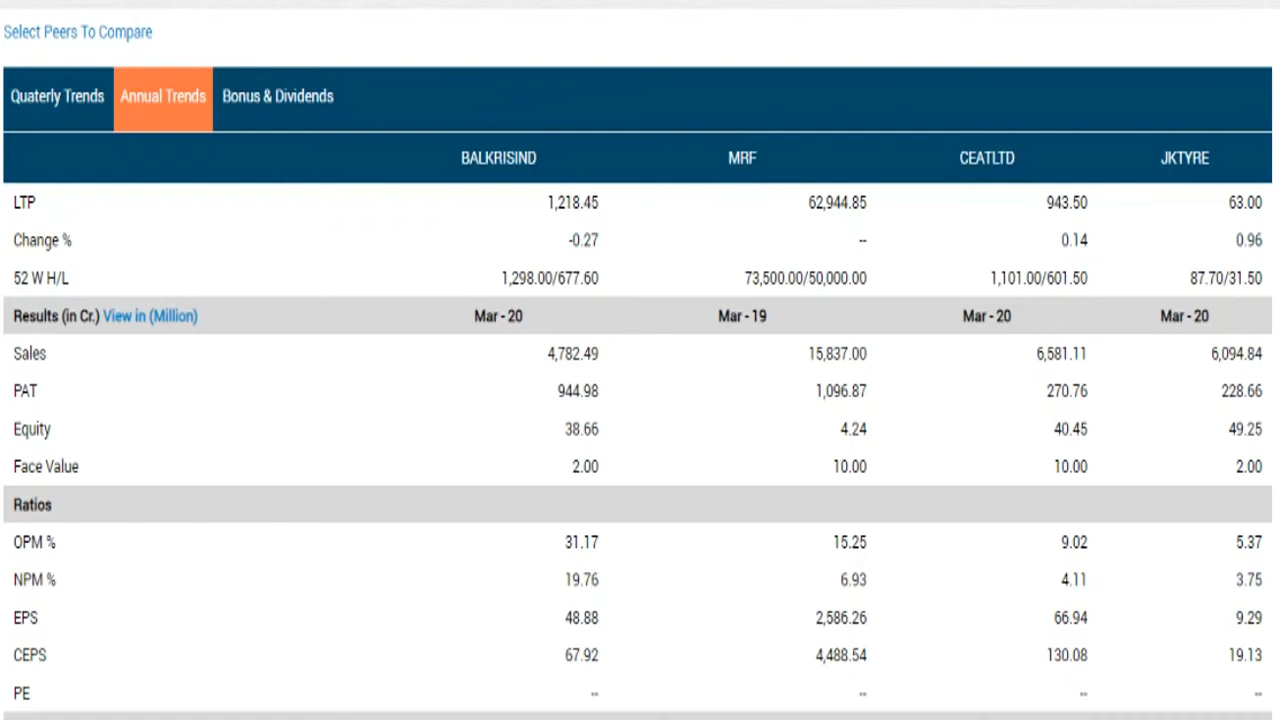 Select Peers To Compare
Quaterly Trends Annual Trends Bonus & Dividends
BALKRISIND MRF CEATLTD JKTYRE
LTP 1,218.45 62,944.85 943.50 63.00
Change % -0.27 -- 0.14 0.96
52 W H/L 1,298.00/677.60 73,500.00/50,000.00 1,101.00/601.50 87.70/31.50
Results (in Cr.) View in (Million) Mar - 20 Mar - 19 Mar - 20 Mar - 20
Sales 4,782.49 15,837.00 6,581.11 6,094.84
PAT 944.98 1,096.87 270.76 228.66
Equity 38.66 4.24 40.45 49.25
Face Value 2.00 10.00 10.00 2.00
Ratios
OPM % 31.17 15.25 9.02 5.37
NPM % 19.76 6.93 4.11 3.75
EPS 48.88 2,586.26 66.94 9.29
CEPS 67.92 4,488.54 130.08 19.13
PE -- -- -- --